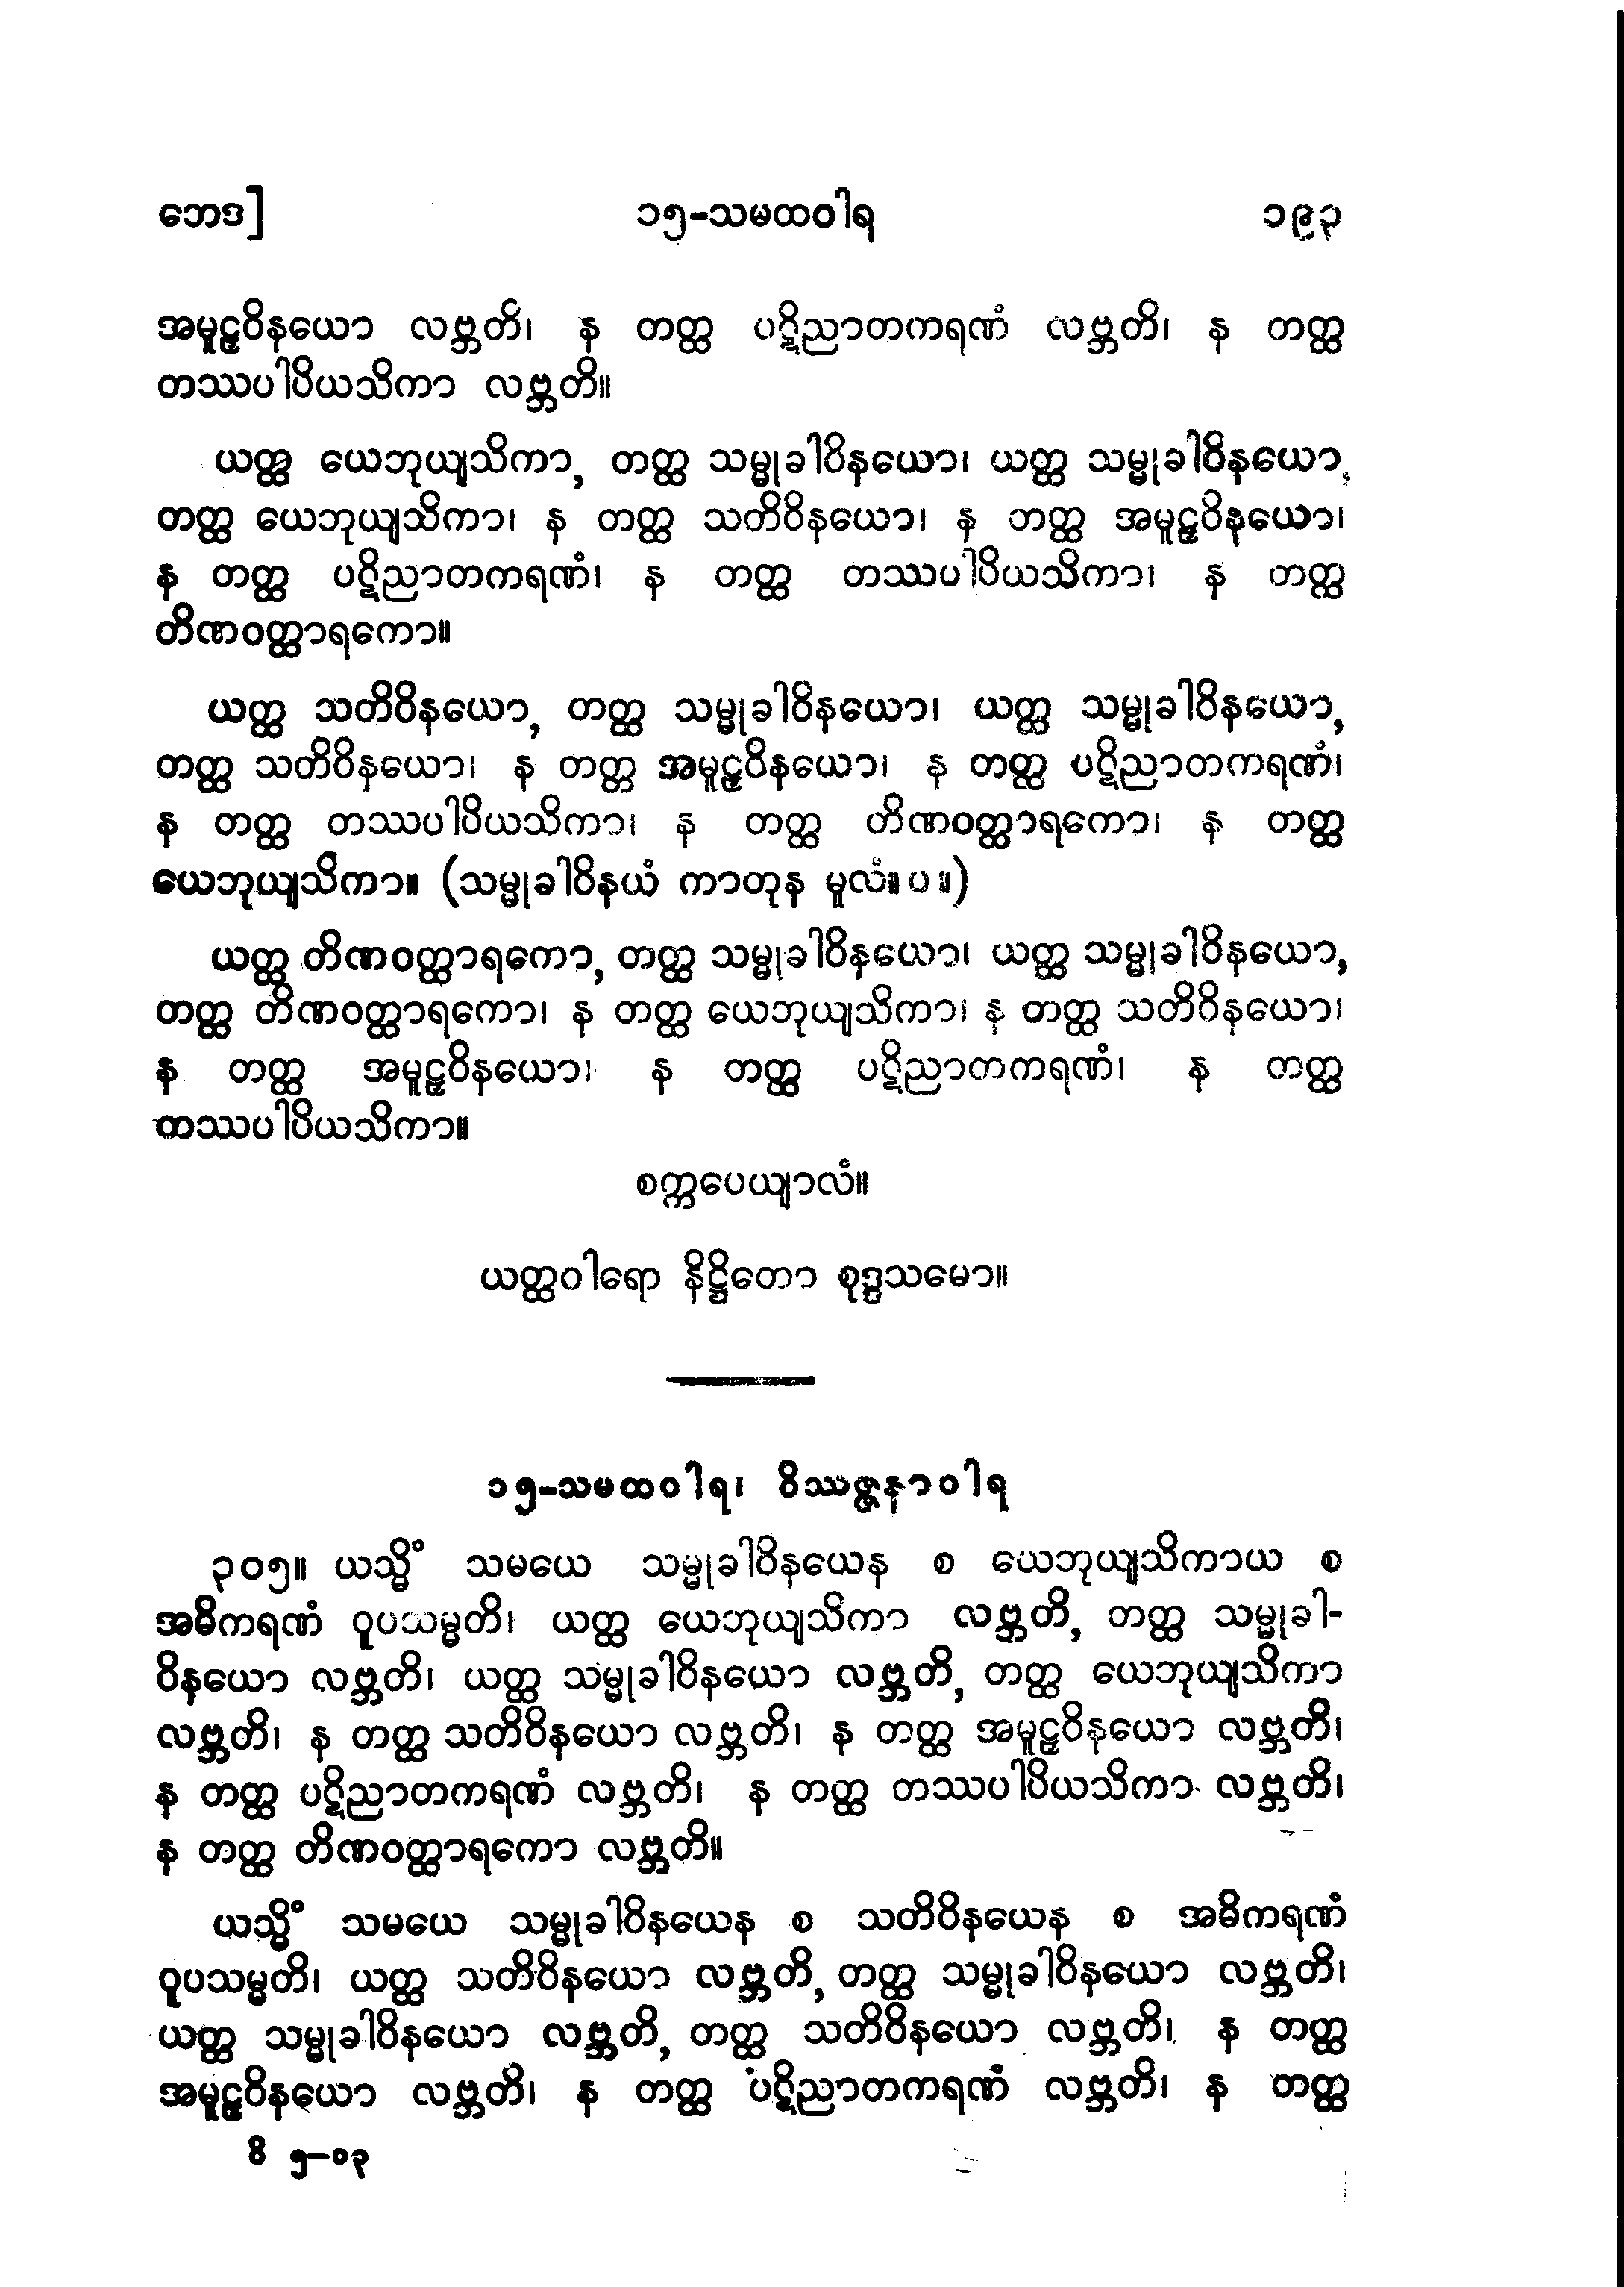 ဘေဒ]
၁၅-သမထဝါရ
၁၉၃
အမူဠှဝိနယော လဗ္ဘတိ၊ န တတ္ထ ပဋိညာတကရဏံ လဗ္ဘတိ၊ န တတ္ထ
တဿပါပိယသိကာ လဗ္ဘတိ။
ယတ္ထ ယေဘုယျသိကာ, တတ္ထ သမ္မုခါဝိနယော၊ ယတ္ထ သမ္မုခါဝိနယော,
တတ္ထ ယေဘုယျသိကာ၊ န တတ္ထ သတိဝိနယော၊ န တတ္ထ အမူဠှဝိနယော၊
န တတ္ထ ပဋိညာတကရဏံ၊ န တတ္ထ တဿပါပိယသိကာ၊ န တတ္ထ
တိဏဝတ္ထာရကော။
ယတ္ထ သတိဝိနယော, တတ္ထ သမ္မုခါဝိနယော၊ ယတ္ထ သမ္မုခါဝိနယော,
တတ္ထ သတိဝိနယော၊ န တတ္ထ အမူဠှဝိနယော၊ န တတ္ထ ပဋိညာတကရဏံ၊
န တတ္ထ တဿပါပိယသိကာ၊ န တတ္ထ တိဏဝတ္ထာရကော၊ န တတ္ထ
ယေဘုယျသိကာ။ (သမ္မုခါဝိနယံ ကာတုန မူလံ။ ပ ။)
ယတ္ထ တိဏဝတ္ထာရကော, တတ္ထ သမ္မုခါဝိနယော၊ ယတ္ထ သမ္မုခါဝိနယော,
တတ္ထ တိဏဝတ္ထာရကော၊ န တတ္ထ ယေဘုယျသိကာ၊ န တတ္ထ သတိဝိနယော၊
န တတ္ထ အမူဠှဝိနယော၊ န တတ္ထ ပဋိညာတကရဏံ၊ န တတ္ထ
တဿပါပိယသိကာ။
စက္ကပေယျာလံ။
ယတ္ထဝါရော နိဋ္ဌိတော စုဒ္ဒသမော။
၁၅-သမထဝါရ၊ ဝိဿဇ္ဇနာဝါရ
၃၀၅။ ယသ္မိံ သမယေ သမ္မုခါဝိနယေန စ ယေဘုယျသိကာယ စ
အဓိကရဏံ ဝူပသမ္မတိ၊ ယတ္ထ ယေဘုယျသိကာ လဗ္ဘတိ, တတ္ထ သမ္မုခါ-
ဝိနယော လဗ္ဘတိ၊ ယတ္ထ သမ္မုခါဝိနယော လဗ္ဘတိ, တတ္ထ ယေဘုယျသိကာ
လဗ္ဘတိ၊ န တတ္ထ သတိဝိနယော လဗ္ဘတိ၊ န တတ္ထ အမူဠှဝိနယော လဗ္ဘတိ၊
န တတ္ထ ပဋိညာတကရဏံ လဗ္ဘတိ၊ န တတ္ထ တဿပါပိယသိကာ လဗ္ဘတိ၊
န တတ္ထ တိဏဝတ္ထာရကော လဗ္ဘတိ။
ယသ္မိံ သမယေ သမ္မုခါဝိနယေန စ သတိဝိနယေန စ အဓိကရဏံ
ဝူပသမ္မတိ၊ ယတ္ထ သတိဝိနယော လဗ္ဘတိ, တတ္ထ သမ္မုခါဝိနယော လဗ္ဘတိ၊
ယတ္ထ သမ္မုခါဝိနယော လဗ္ဘတိ, တတ္ထ သတိဝိနယော လဗ္ဘတိ၊ န တတ္ထ
အမူဠှဝိနယော လဗ္ဘတိ၊ န တတ္ထ ပဋိညာတကရဏံ လဗ္ဘတိ၊ န တတ္ထ
ဝိ ၅-၁၃